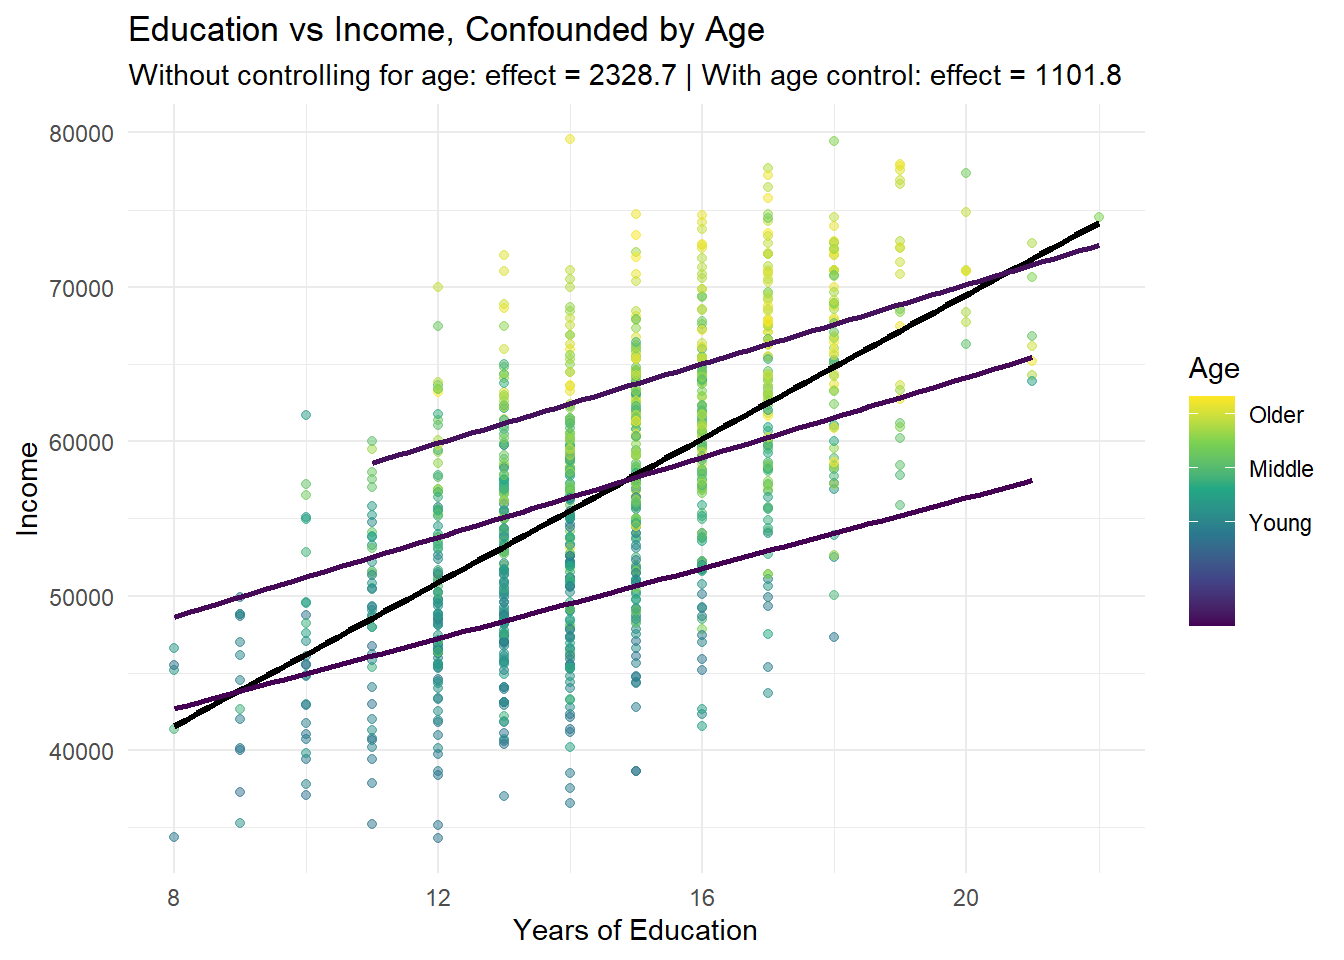 Education vs Income, Confounded by Age
Without controlling for age: effect = 2328.7 | With age control: effect = 1101.8
80000
70000
60000
50000
40000
Income
8
12
16
20
Years of Education
Age
Older
Middle
Young